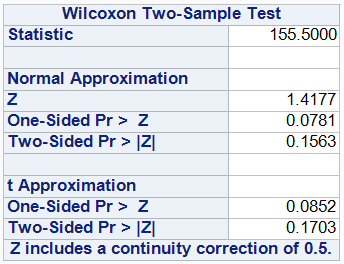 Wilcoxon Two-Sample Test
Statistic 155.5000
Normal Approximation
Z 1.4177
One-Sided Pr > Z 0.0781
Two-Sided Pr > |Z| 0.1563
t Approximation
One-Sided Pr > Z 0.0852
Two-Sided Pr > |Z| 0.1703
Z includes a continuity correction of 0.5.